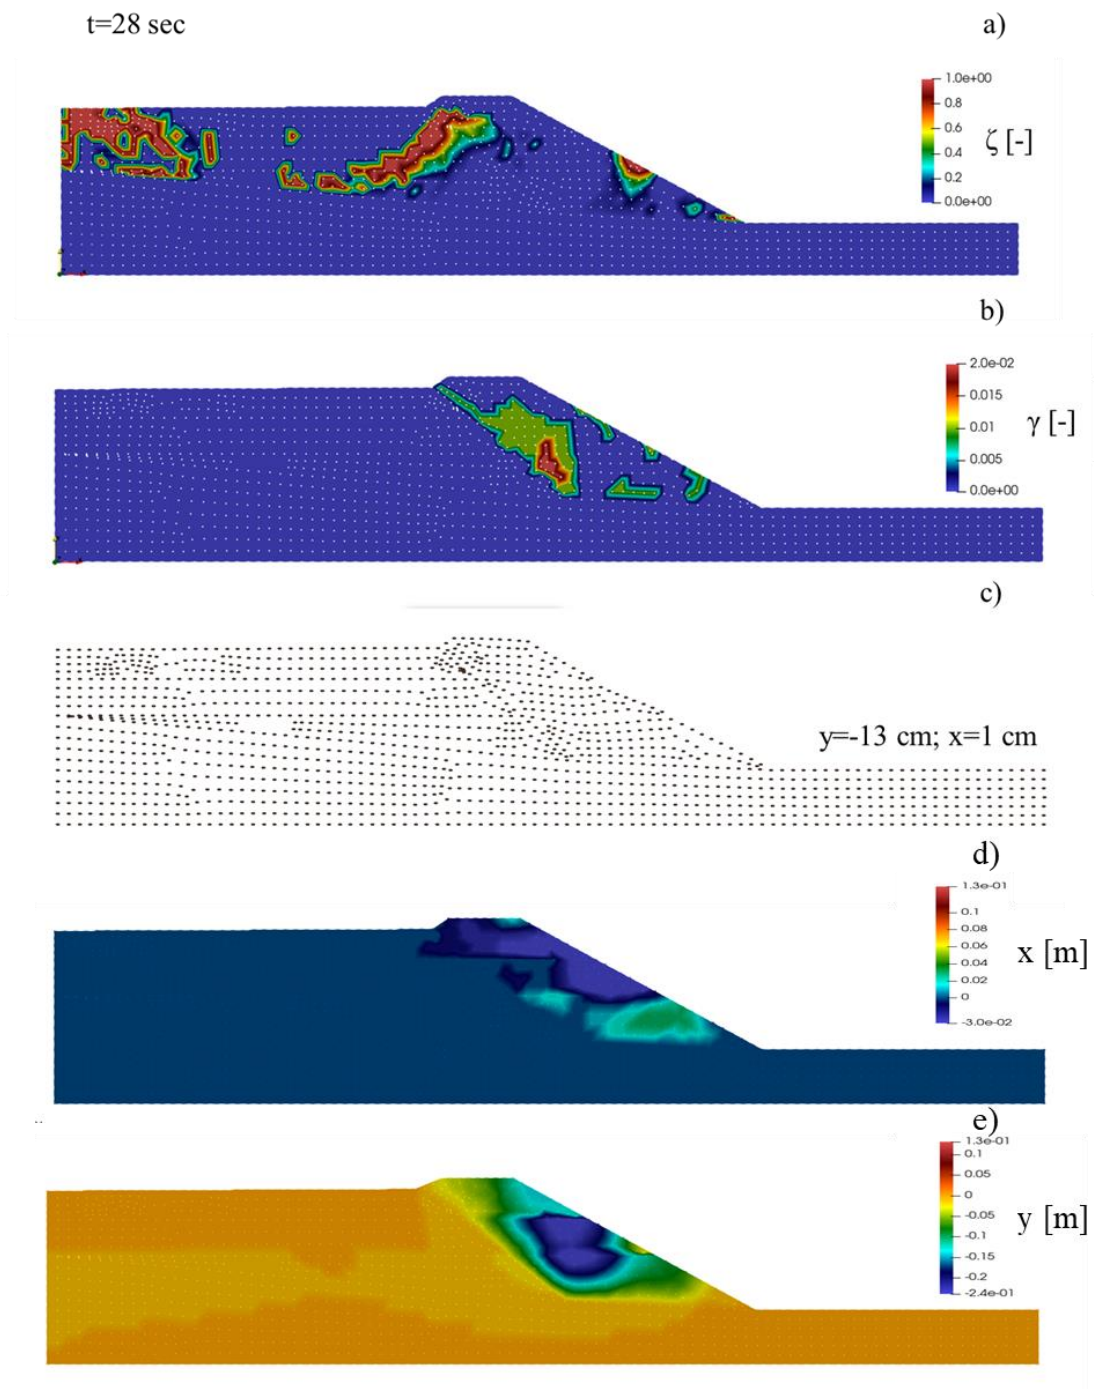 t=28 sec
a)
1.0e+00
0.8
0.6
0.4
0.2
0.0e+00
ζ [-]
b)
2.0e-02
0.015
0.01
0.005
0.0e+00
γ [-]
c)
y=-13 cm; x=1 cm
d)
1.3e-01
0.1
0.08
0.06
0.04
0.02
0
-3.0e-02
x [m]
e)
1.3e-01
0.1
0.05
0
-0.05
-0.1
-0.15
-0.2
-2.4e-01
y [m]